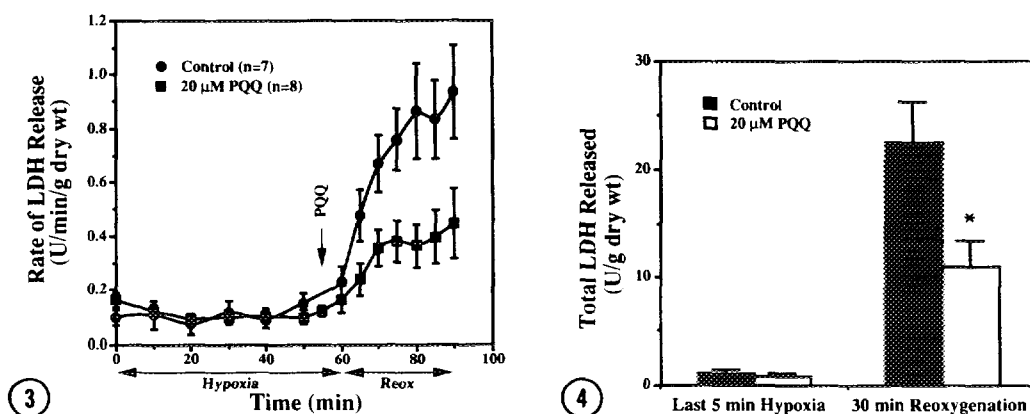 1.2
1.0
0.8
0.6
0.4
0.2
0.0
Rate of LDH Release
(U/min/g dry wt)
Control (n=7)
20 µM PQQ (n=8)
PQQ
0 20 40 60 80 100
Hypoxia Reox
Time (min)
3
30
20
10
0
Total LDH Released
(U/g dry wt)
Control
20 µM PQQ
*
Last 5 min Hypoxia 30 min Reoxygenation
4